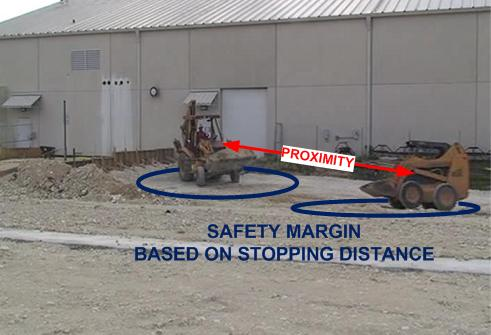 PROXIMITY
SAFETY MARGIN
BASED ON STOPPING DISTANCE